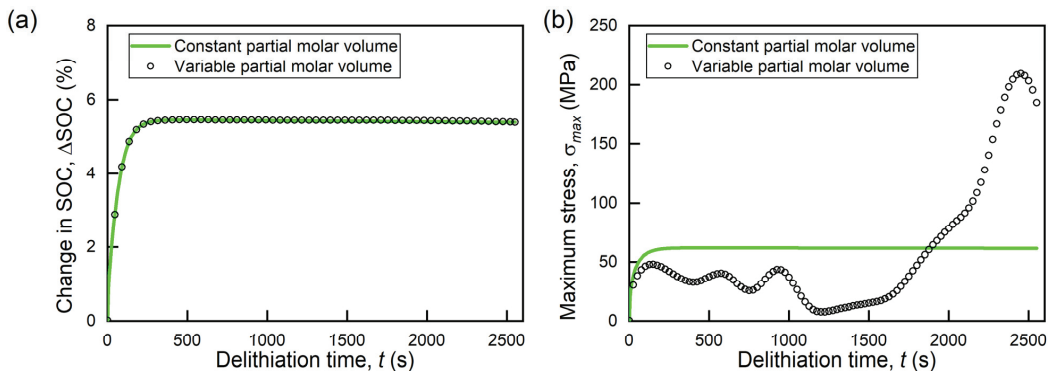 (a)
8
6
4
2
0
Change in SOC, ΔSOC (%)
Constant partial molar volume
Variable partial molar volume
0 500 1000 1500 2000 2500
Delithiation time, t (s)
(b)
250
200
150
100
50
0
Maximum stress, σmax (MPa)
Constant partial molar volume
Variable partial molar volume
0 500 1000 1500 2000 2500
Delithiation time, t (s)